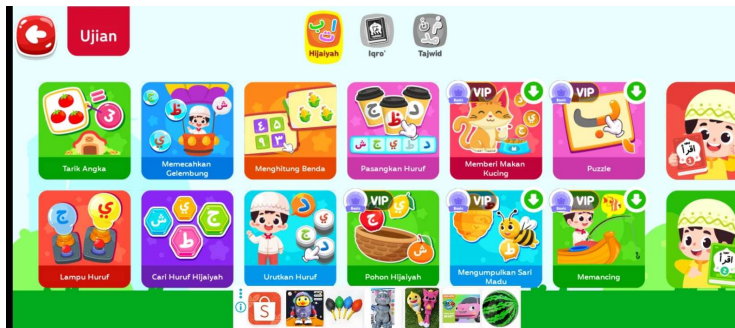 Ujian
Hijaiyah
Iqro'
Tajwid
Tarik Angka
Memecahkan
Gelembung
Menghitung Benda
Pasangkan Huruf
VIP
Memberi Makan
Kucing
VIP
Puzzle
Lampu Huruf
Cari Huruf Hijaiyah
Urutkan Huruf
VIP
Pohon Hijaiyah
VIP
Mengumpulkan Sari
Madu
VIP
Memancing